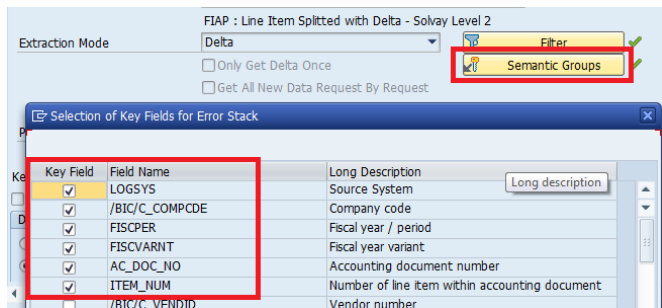 FIAP : Line Item Splitted with Delta - Solvay Level 2
Extraction Mode Delta Filter
Only Get Delta Once Semantic Groups
Get All New Data Request By Request
Selection of Key Fields for Error Stack
P
Ke
D
Key Field Field Name Long Description
LOGSYS Source System Long description
/BIC/C_COMPCDE Company code
FISCPER Fiscal year / period
FISCVARNT Fiscal year variant
AC_DOC_NO Accounting document number
ITEM_NUM Number of line item within accounting document
/BIC/C_VENDID Vendor number